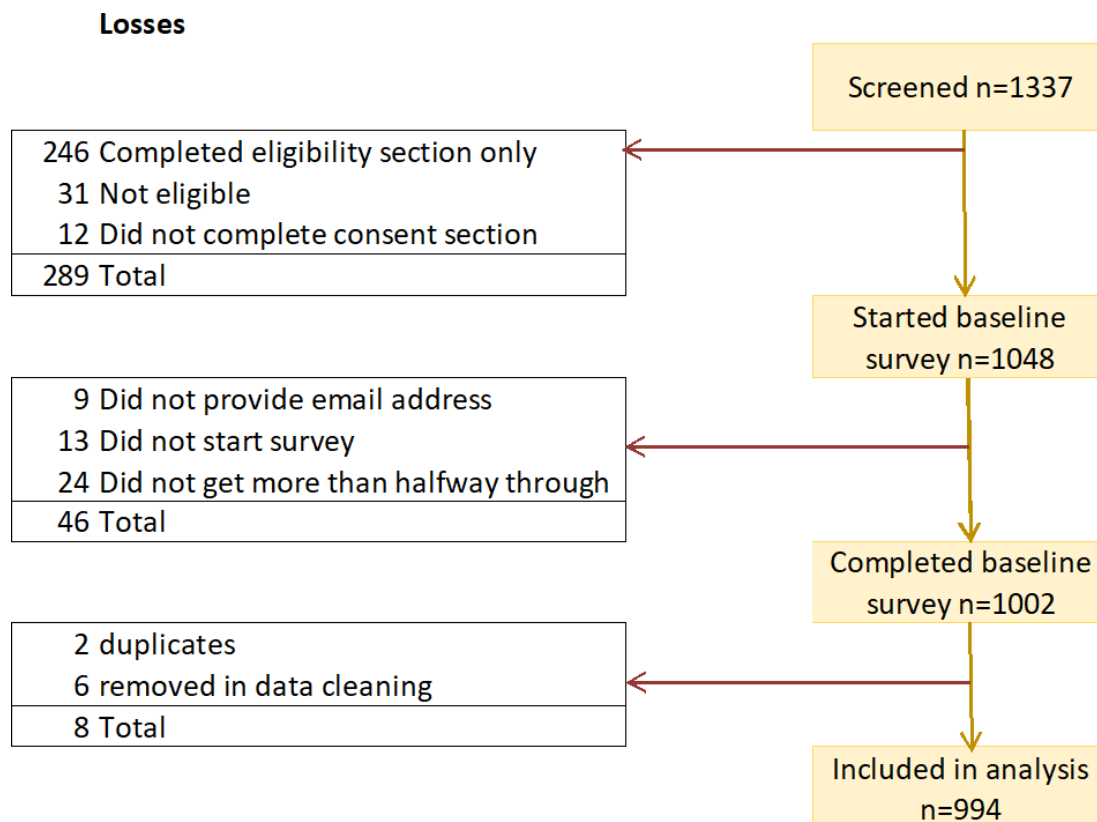 Losses
Screened n=1337
246 Completed eligibility section only
31 Not eligible
12 Did not complete consent section
289 Total
Started baseline
survey n=1048
9 Did not provide email address
13 Did not start survey
24 Did not get more than halfway through
46 Total
Completed baseline
survey n=1002
2 duplicates
6 removed in data cleaning
8 Total
Included in analysis
n=994